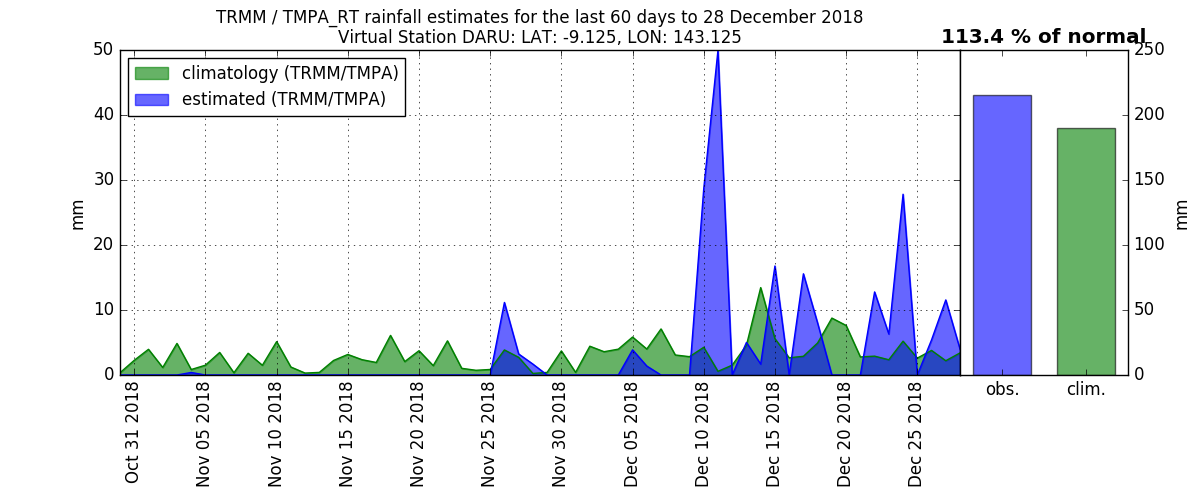 TRMM / TMPA_RT rainfall estimates for the last 60 days to 28 December 2018
Virtual Station DARU: LAT: -9.125, LON: 143.125
113.4 % of normal
climatology (TRMM/TMPA)
estimated (TRMM/TMPA)
50
40
30
20
10
0
mm
Oct 31 2018
Nov 05 2018
Nov 10 2018
Nov 15 2018
Nov 20 2018
Nov 25 2018
Nov 30 2018
Dec 05 2018
Dec 10 2018
Dec 15 2018
Dec 20 2018
Dec 25 2018
obs.
clim.
250
200
150
100
50
0
mm